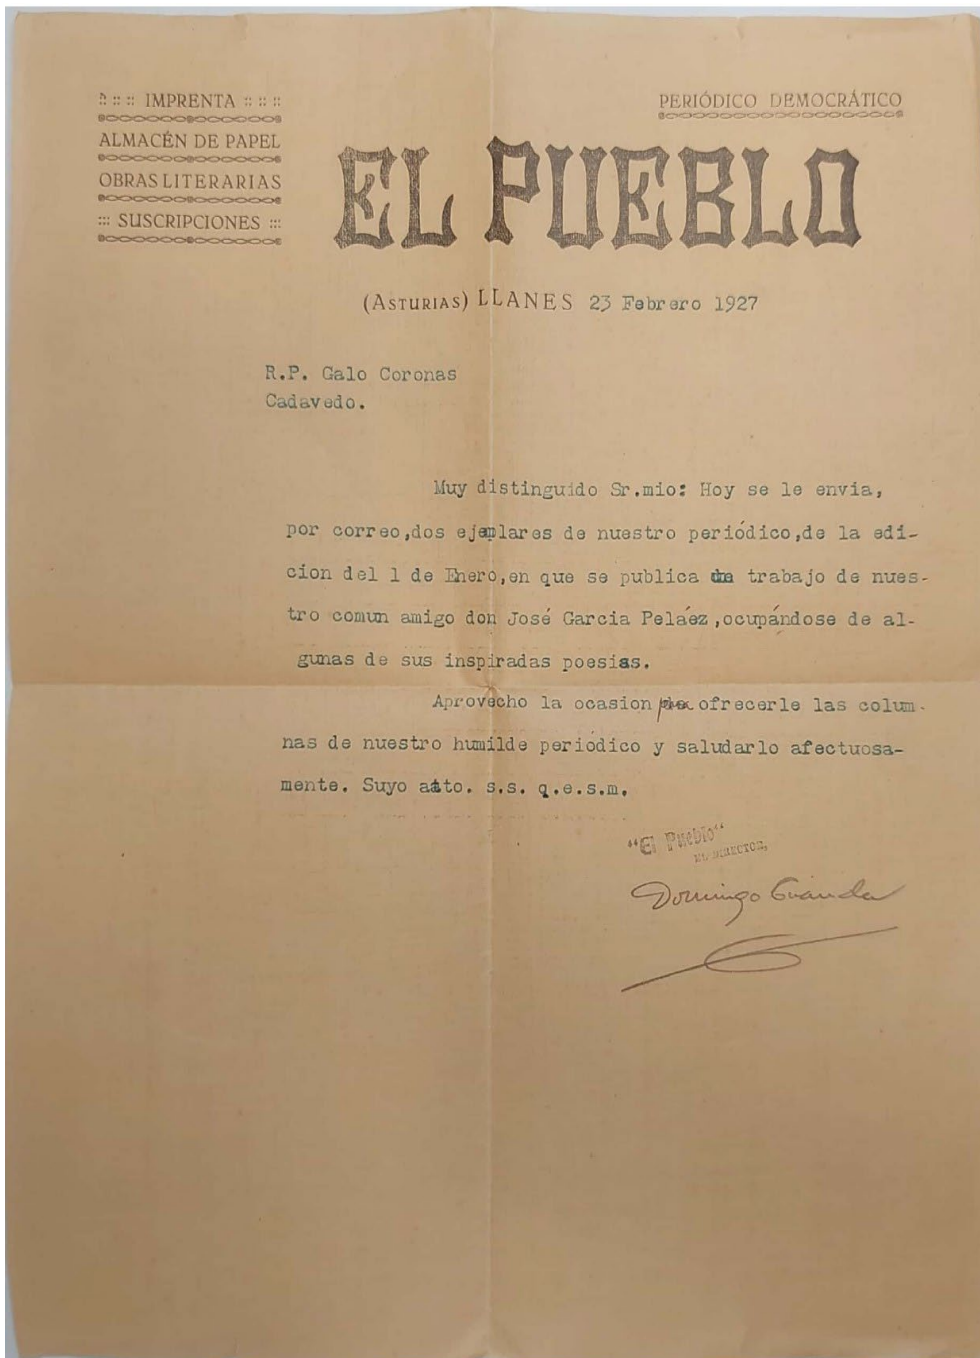 :: :: :: IMPRENTA :: :: ::
ALMACÉN DE PAPEL
OBRAS LITERARIAS
::: SUSCRIPCIONES :::
PERIÓDICO DEMOCRÁTICO
EL PUEBLO
(ASTURIAS) LLANES 23 Febrero 1927
R.P. Galo Coronas
Cadavedo.
Muy distinguido Sr.mio: Hoy se le envia,
por correo,dos ejemplares de nuestro periódico,de la edi-
cion del 1 de Enero,en que se publica un trabajo de nues-
tro comun amigo don José Garcia Peláez,ocupándose de al-
gunas de sus inspiradas poesias.
Aprovecho la ocasion ofrecerle las colum-
nas de nuestro humilde periòdico y saludarlo afectuosa-
mente. Suyo atto. s.s. q.e.s.m.
"El Pueblo"
EL DIRECTOR,
Domingo